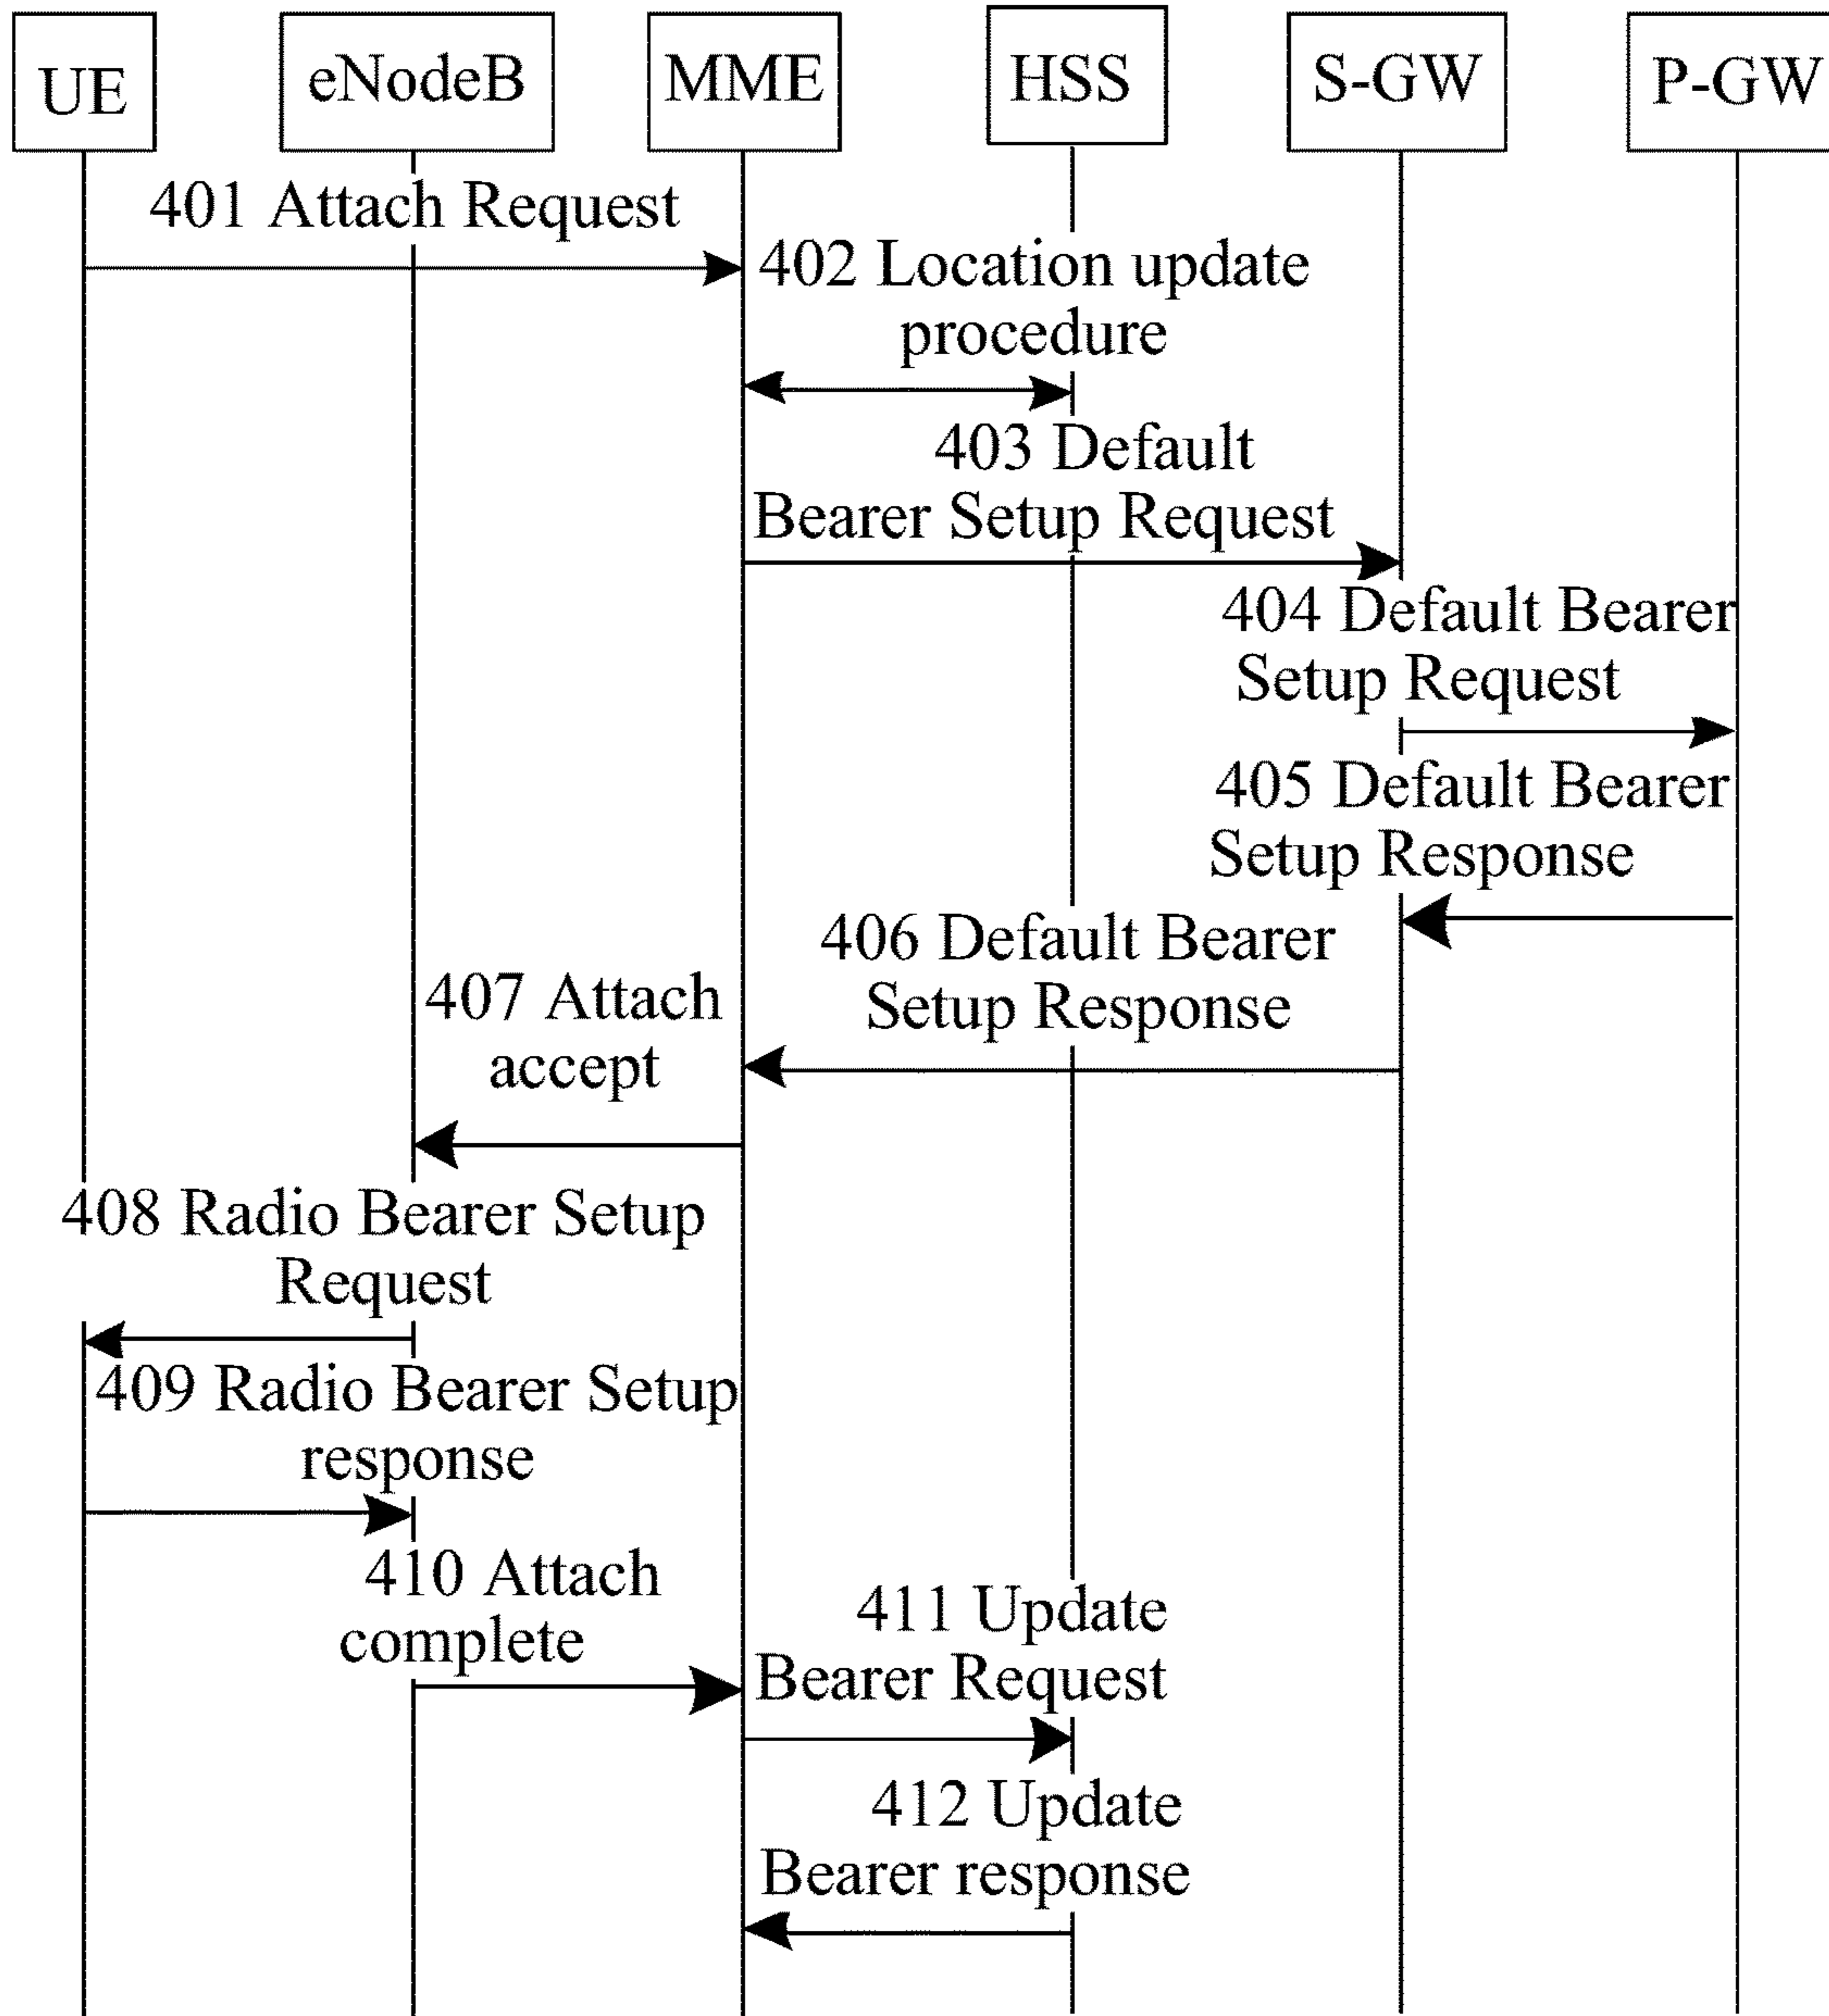 UE
eNodeB
MME
HSS
S-GW
P-GW
401 Attach Request
402 Location update
procedure
403 Default
Bearer Setup Request
404 Default Bearer
Setup Request
405 Default Bearer
Setup Response
406 Default Bearer
Setup Response
407 Attach
accept
408 Radio Bearer Setup
Request
409 Radio Bearer Setup
response
410 Attach
complete
411 Update
Bearer Request
412 Update
Bearer response